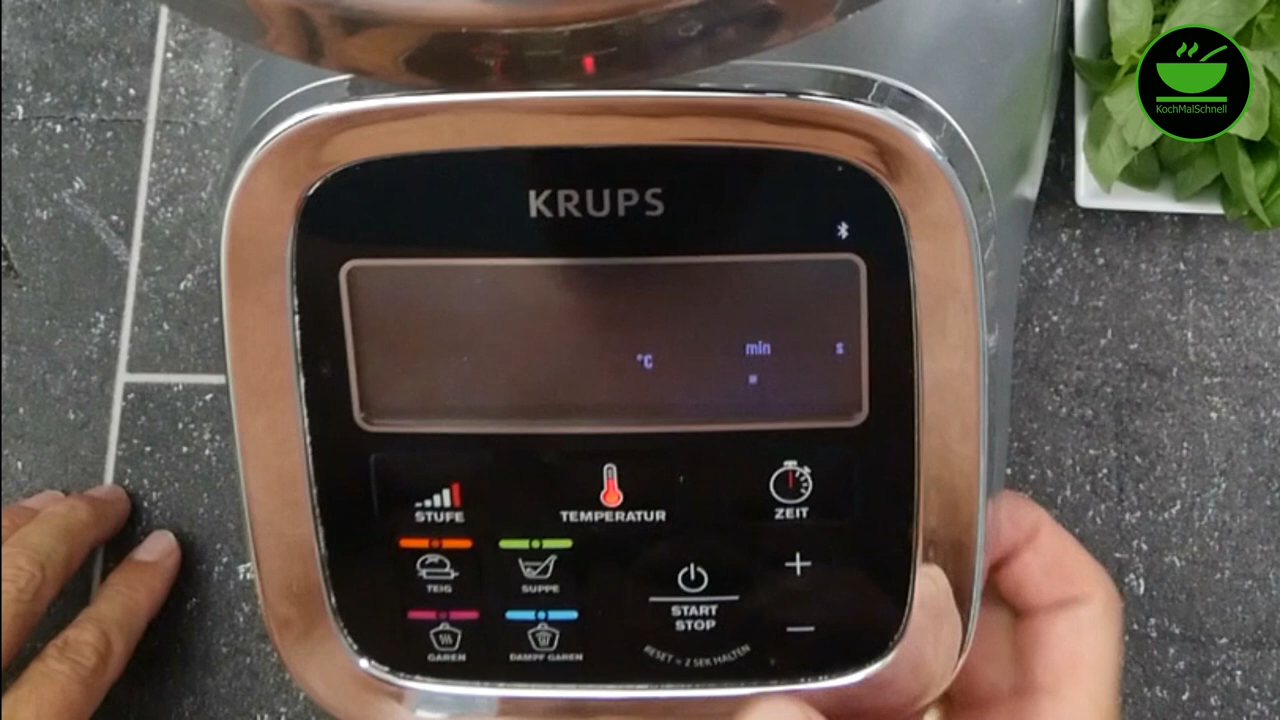 KochMalSchnell
KRUPS
°C
min
s
STUFE
TEMPERATUR
ZEIT
TEIG
SUPPE
GAREN
DAMPF GAREN
START
STOP
RESET = 2 SEK HALTEN